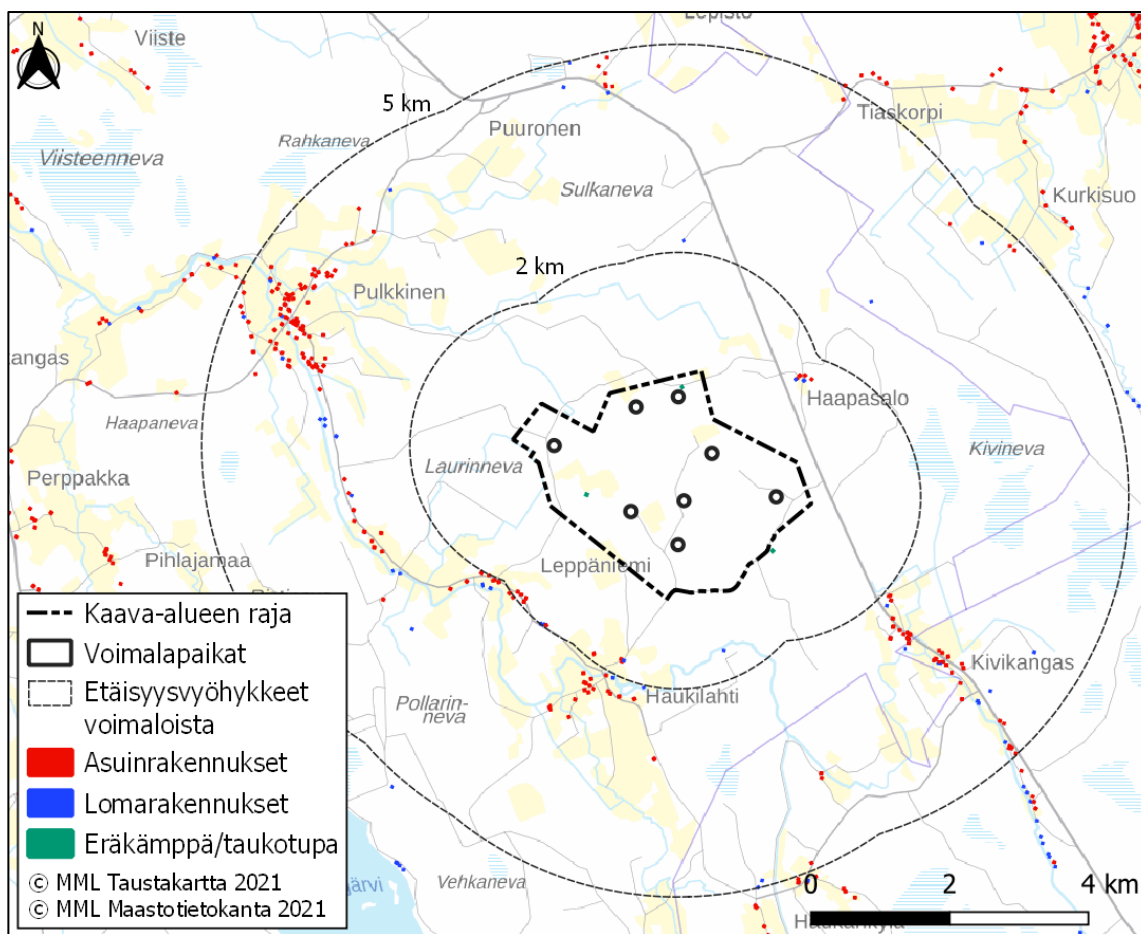 Lepistö
Viiste
N
5 km
Puuronen
Tiaskorpi
Rahkaneva
Viisteenneva
Sulkaneva
Kurkisuo
2 km
Pulkkinen
angas
Haapasalo
Haapaneva
Laurinneva
Kivineva
Perppakka
Pihlajamaa
Leppäniemi
Kaava-alueen raja
Voimalapaikat
Kivikangas
Etäisyysvyöhykkeet
voimaloista
Pollarin-
neva
Haukilahti
Asuinrakennukset
Lomarakennukset
Eräkämppä/taukotupa
© MML Taustakartta 2021
järvi
Vehkaneva
0 2 4 km
© MML Maastotietokanta 2021